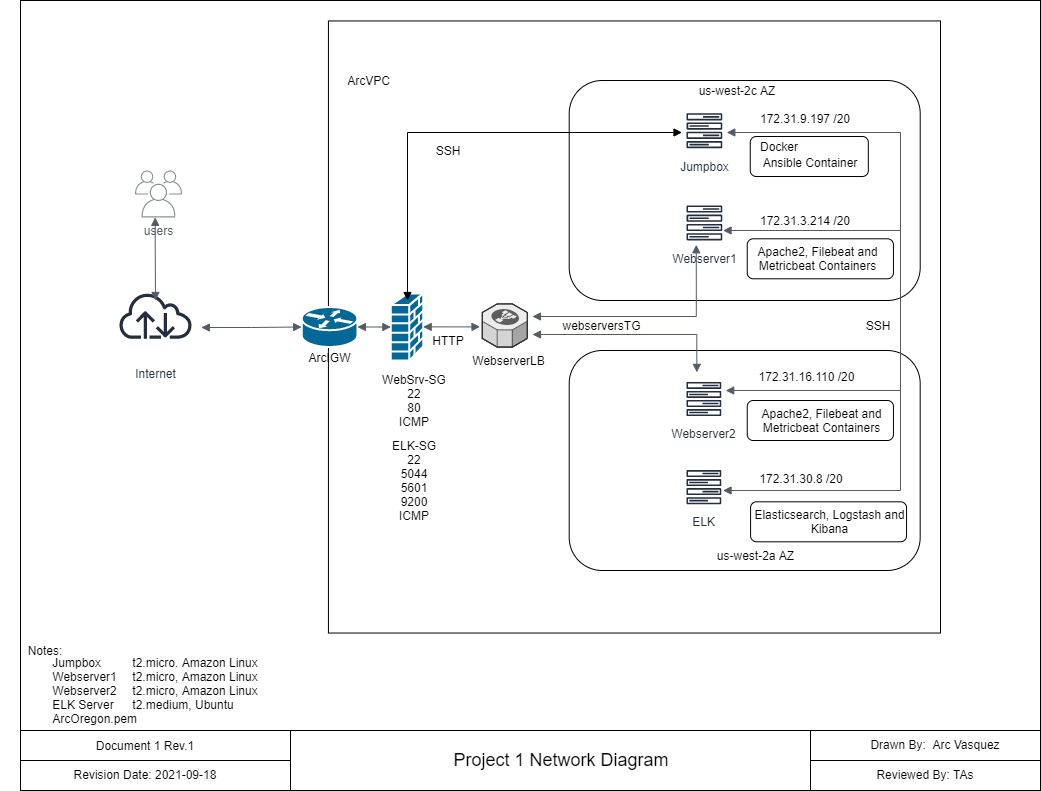 ArcVPC
us-west-2c AZ
172.31.9.197 /20
Docker
Ansible Container
SSH
Jumpbox
users
172.31.3.214 /20
Apache2, Filebeat and
Metricbeat Containers
Webserver1
webserversTG
SSH
HTTP
ArcIGW
WebserverLB
Internet
WebSrv-SG
22
80
ICMP
ELK-SG
22
5044
5601
9200
ICMP
172.31.16.110 /20
Apache2, Filebeat and
Metricbeat Containers
Webserver2
172.31.30.8 /20
Elasticsearch, Logstash and
Kibana
ELK
us-west-2a AZ
Notes:
Jumpbox t2.micro. Amazon Linux
Webserver1 t2.micro, Amazon Linux
Webserver2 t2.micro, Amazon Linux
ELK Server t2.medium, Ubuntu
ArcOregon.pem
Document 1 Rev.1
Revision Date: 2021-09-18
Project 1 Network Diagram
Drawn By: Arc Vasquez
Reviewed By: TAs